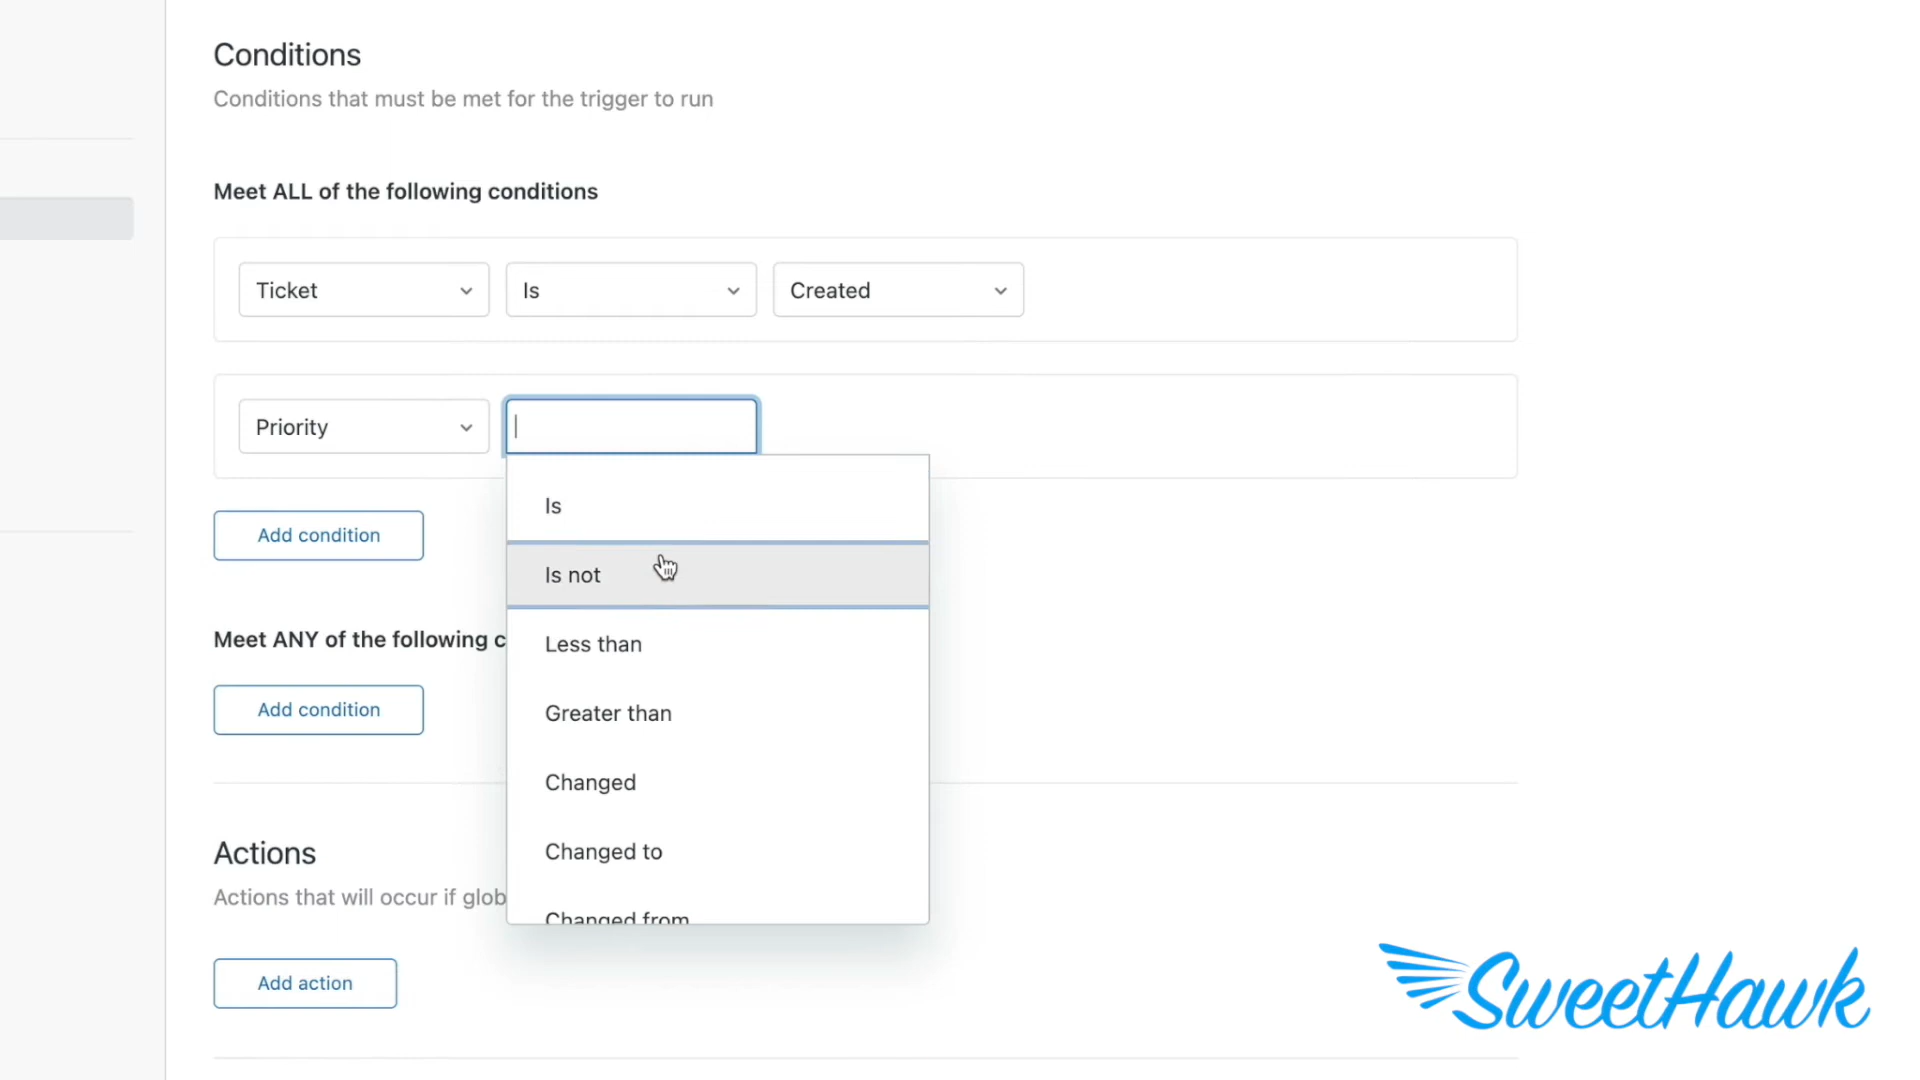 Conditions
Conditions that must be met for the trigger to run
Meet ALL of the following conditions
Ticket
Is
Created
Priority
Is
Add condition
Is not
Meet ANY of the following c
Less than
Add condition
Greater than
Changed
Changed to
Actions
Actions that will occur if glob
Changed from
Add action
SweetHawk